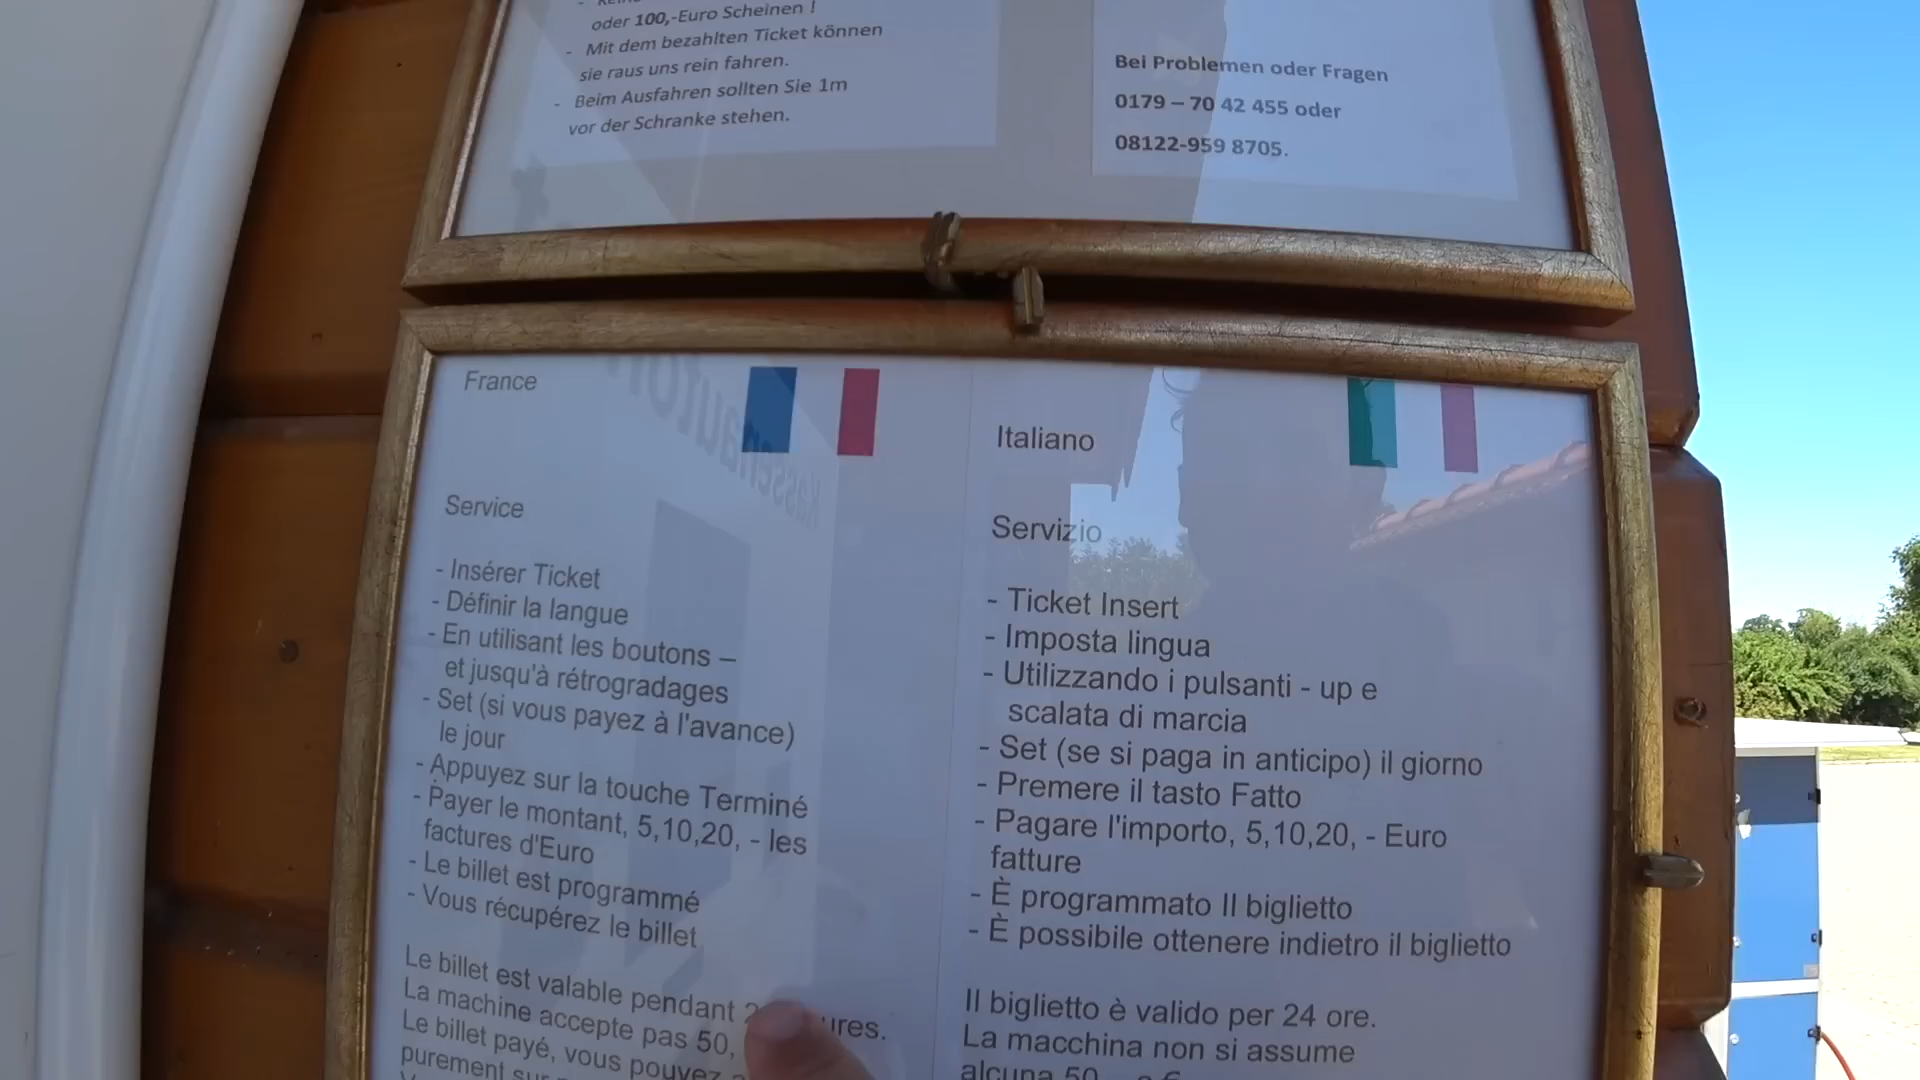 oder 100,-Euro Scheinen !
- Mit dem bezahlten Ticket können
sie raus uns rein fahren.
- Beim Ausfahren sollten Sie 1m
vor der Schranke stehen.
Bei Problemen oder Fragen
0179 – 70 42 455 oder
08122-959 8705.
France
Service
- Insérer Ticket
- Définir la langue
- En utilisant les boutons –
et jusqu'à rétrogradages
- Set (si vous payez à l'avance)
le jour
- Appuyez sur la touche Terminé
- Payer le montant, 5,10,20, - les
factures d'Euro
- Le billet est programmé
- Vous récupérez le billet
Le billet est valable pendant
La machine accepte pas 50,
Le billet payé, vous pouvez
purement
Italiano
Servizio
- Ticket Insert
- Imposta lingua
- Utilizzando i pulsanti - up e
scalata di marcia
- Set (se si paga in anticipo) il giorno
- Premere il tasto Fatto
- Pagare l'importo, 5,10,20, - Euro
fatture
- È programmato Il biglietto
- È possibile ottenere indietro il biglietto
Il biglietto è valido per 24 ore.
La macchina non si assume
alcuna 50